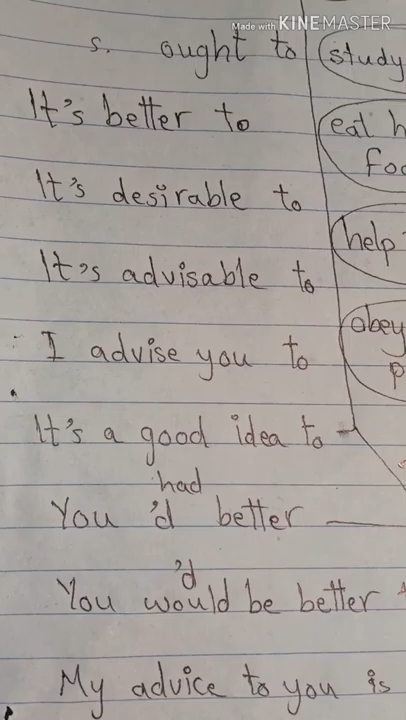 Made with KINEMASTER
s. ought to study
It's better to eat h
foo
It's desirable to
help
It's advisable to
obey
I advise you to p
It's a good idea to
had
You 'd better
'd
You would be better
My advice to you is